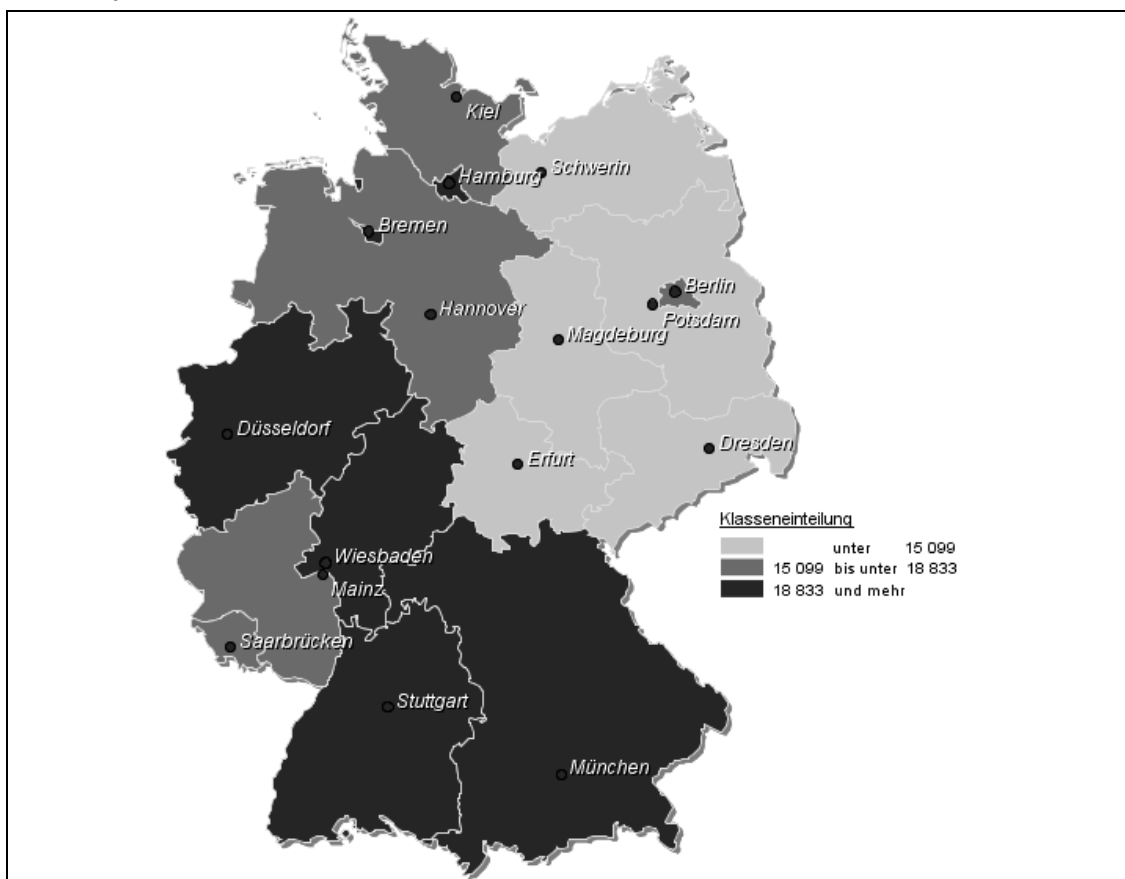 Kiel
Schwerin
Hamburg
Bremen
Berlin
Hannover
Potsdam
Magdeburg
Düsseldorf
Dresden
Erfurt
Klasseneinteilung
unter 15 099
15 099 bis unter 18 833
18 833 und mehr
Wiesbaden
Mainz
Saarbrücken
Stuttgart
München